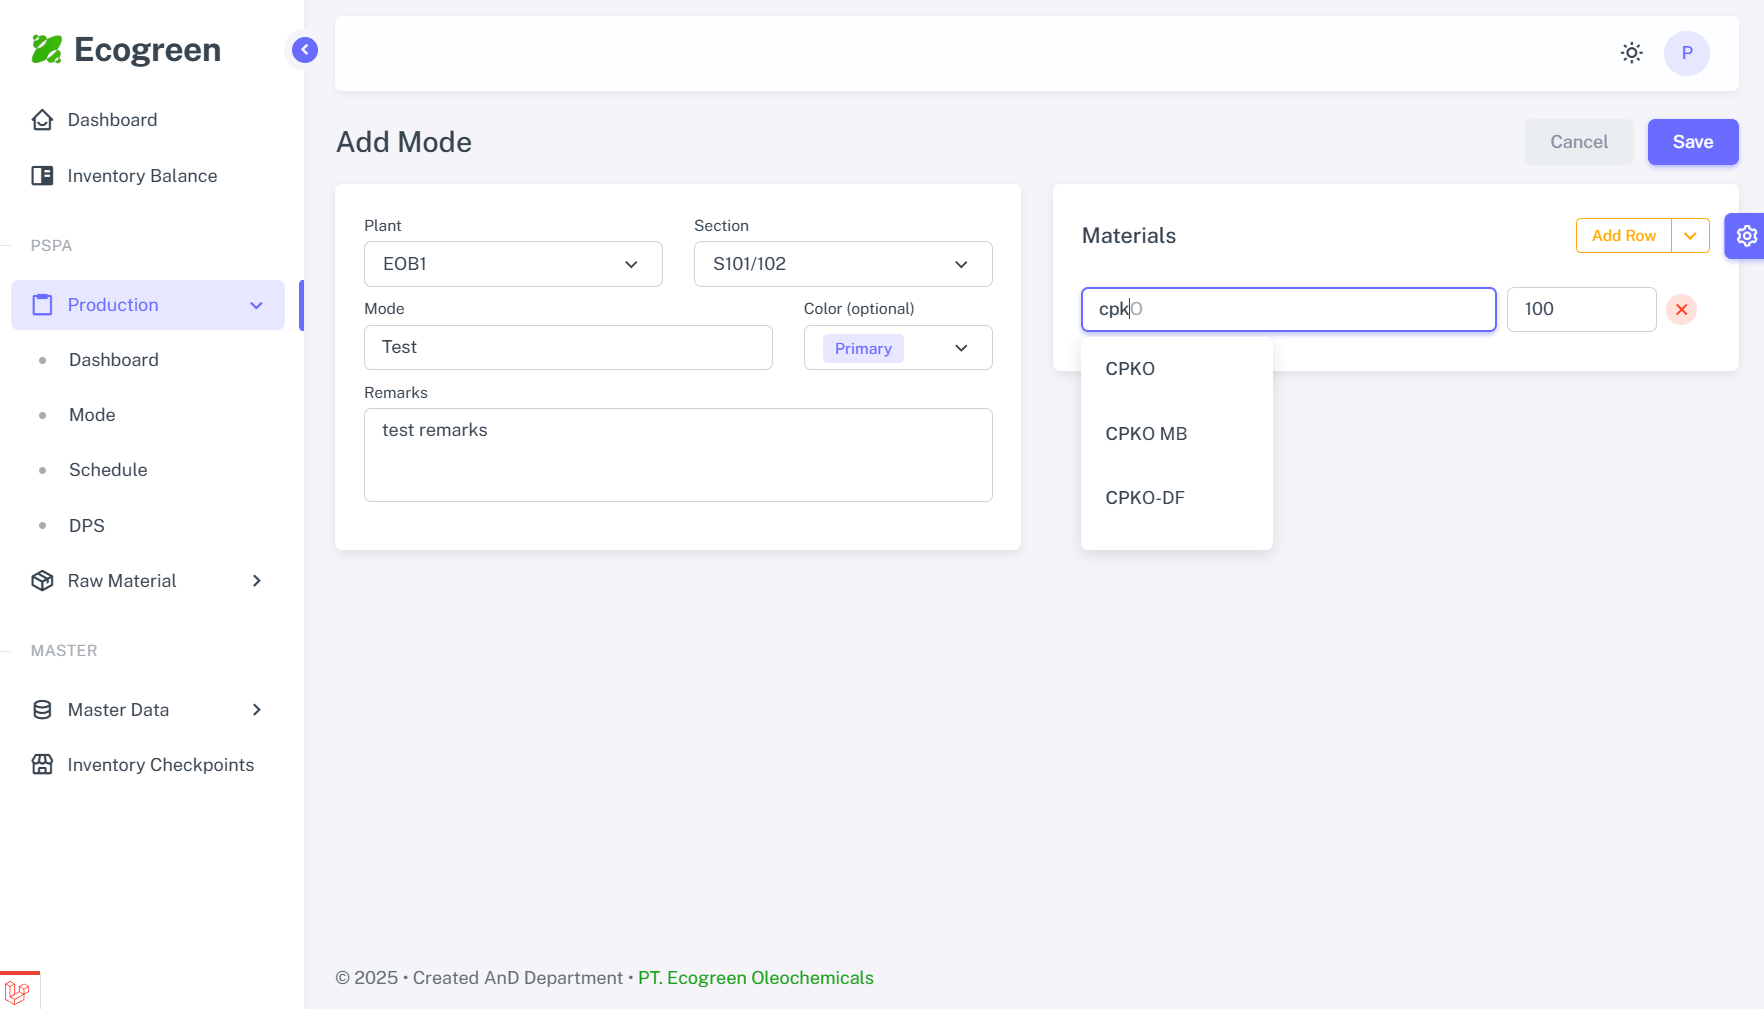 Ecogreen
Dashboard
Inventory Balance
PSPA
Production
Dashboard
Mode
Schedule
DPS
Raw Material
MASTER
Master Data
Inventory Checkpoints
P
Add Mode
Cancel
Save
Plant
Section
EOB1
S101/102
Mode
Color (optional)
Test
Primary
Remarks
test remarks
Materials
Add Row
cpkO
100
CPKO
CPKO MB
CPKO-DF
© 2025 • Created AnD Department • PT. Ecogreen Oleochemicals